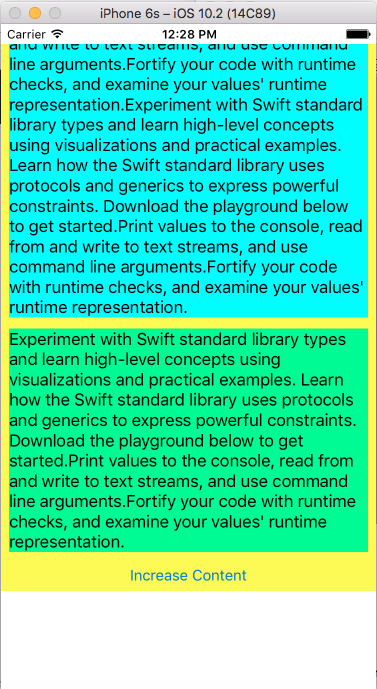 iPhone 6s – iOS 10.2 (14C89)
Carrier 12:28 PM
and write to text streams, and use command
line arguments.Fortify your code with runtime
checks, and examine your values' runtime
representation.Experiment with Swift standard
library types and learn high-level concepts
using visualizations and practical examples.
Learn how the Swift standard library uses
protocols and generics to express powerful
constraints. Download the playground below
to get started.Print values to the console, read
from and write to text streams, and use
command line arguments.Fortify your code
with runtime checks, and examine your values'
runtime representation.
Experiment with Swift standard library types
and learn high-level concepts using
visualizations and practical examples. Learn
how the Swift standard library uses protocols
and generics to express powerful constraints.
Download the playground below to get
started.Print values to the console, read from
and write to text streams, and use command
line arguments.Fortify your code with runtime
checks, and examine your values' runtime
representation.
Increase Content